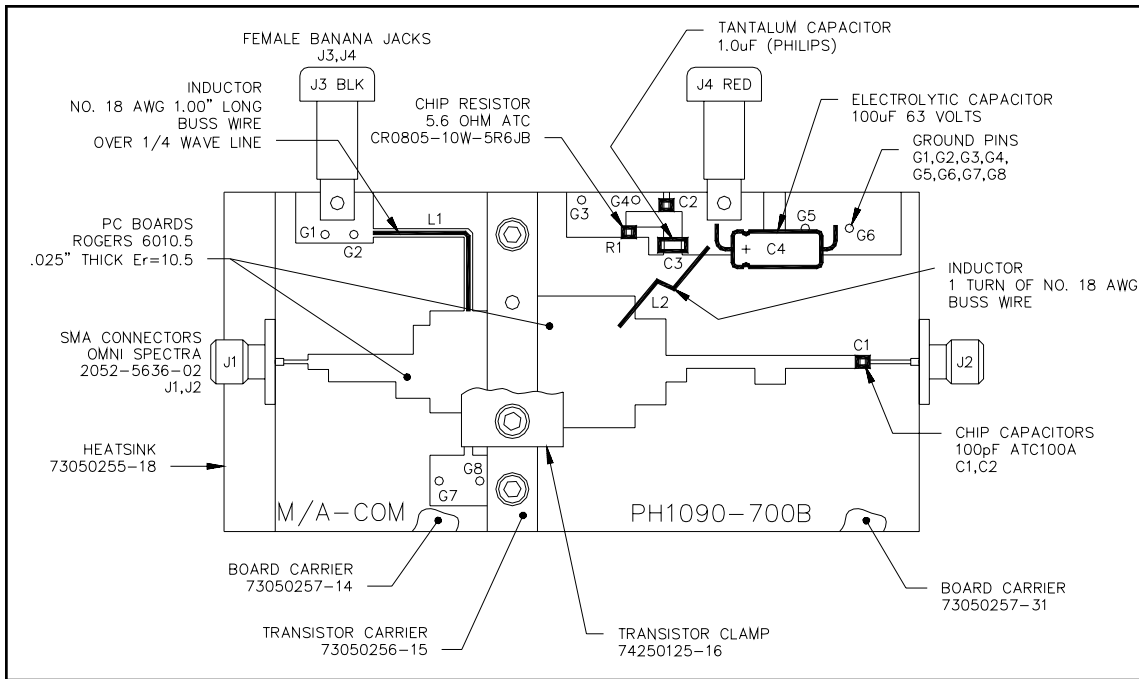 FEMALE BANANA JACKS
J3,J4
J3 BLK
INDUCTOR
NO. 18 AWG 1.00" LONG
BUSS WIRE
OVER 1/4 WAVE LINE
CHIP RESISTOR
5.6 OHM ATC
CR0805-10W-5R6JB
TANTALUM CAPACITOR
1.0uF (PHILIPS)
J4 RED
ELECTROLYTIC CAPACITOR
100uF 63 VOLTS
GROUND PINS
G1,G2,G3,G4,
G5,G6,G7,G8
PC BOARDS
ROGERS 6010.5
.025" THICK Er=10.5
G1
G2
L1
G3
G4
C2
R1
C3
+
C4
G5
G6
L2
INDUCTOR
1 TURN OF NO. 18 AWG
BUSS WIRE
SMA CONNECTORS
OMNI SPECTRA
2052-5636-02
J1,J2
J1
C1
J2
CHIP CAPACITORS
100pF ATC100A
C1,C2
HEATSINK
73050255-18
G7
G8
M/A-COM
PH1090-700B
BOARD CARRIER
73050257-14
TRANSISTOR CARRIER
73050256-15
TRANSISTOR CLAMP
74250125-16
BOARD CARRIER
73050257-31